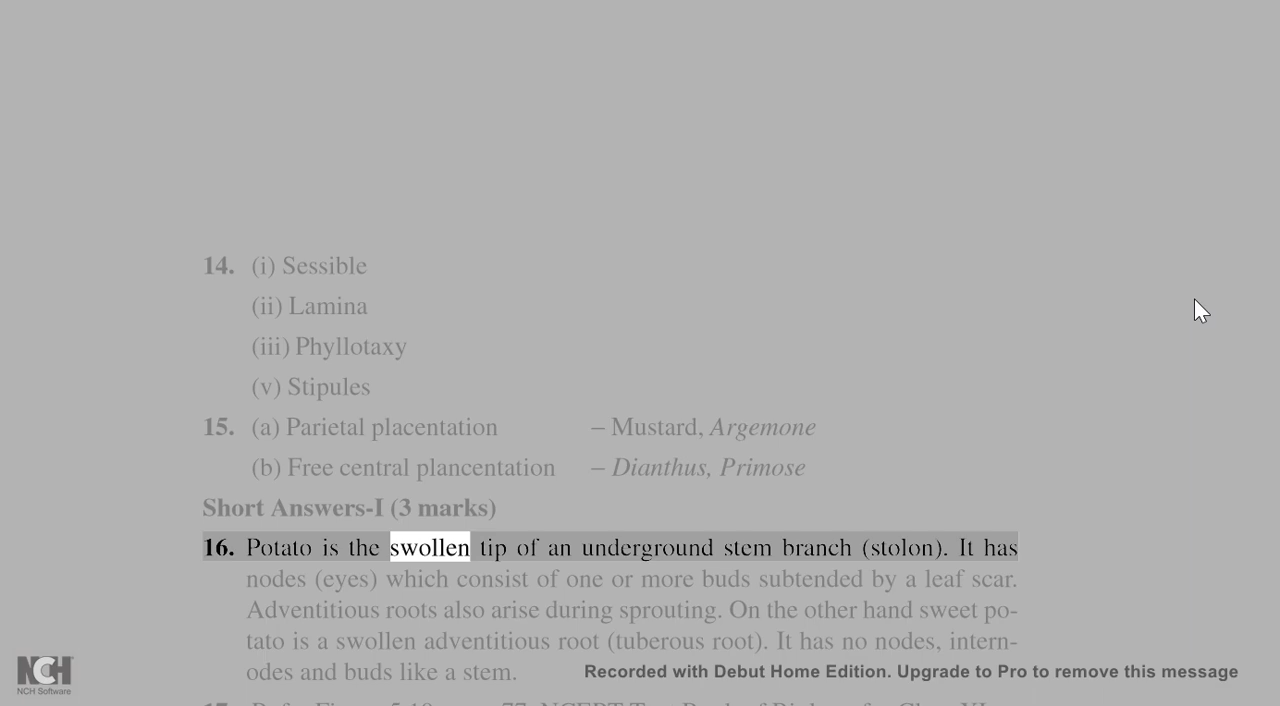 14. (i) Sessible
(ii) Lamina
(iii) Phyllotaxy
(v) Stipules
15. (a) Parietal placentation – Mustard, Argemone
(b) Free central plancentation – Dianthus, Primose
Short Answers-I (3 marks)
16. Potato is the swollen tip of an underground stem branch (stolon). It has
nodes (eyes) which consist of one or more buds subtended by a leaf scar.
Adventitious roots also arise during sprouting. On the other hand sweet po-
tato is a swollen adventitious root (tuberous root). It has no nodes, intern-
odes and buds like a stem.
Recorded with Debut Home Edition. Upgrade to Pro to remove this message
NCH
NCH Software